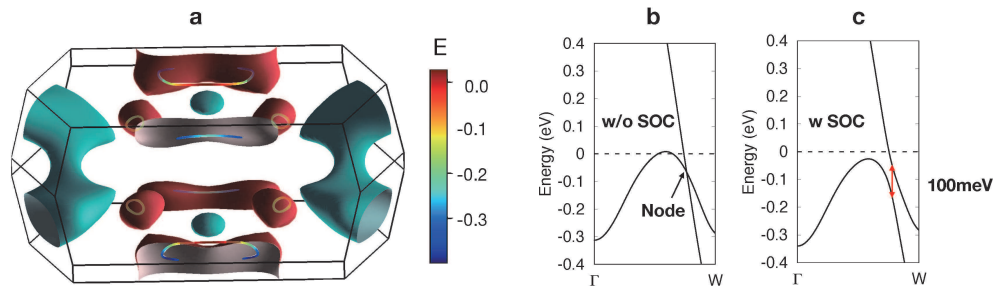 a
E
0.0
-0.1
-0.2
-0.3
b
Energy (eV)
0.4
0.3
0.2
0.1
0
-0.1
-0.2
-0.3
-0.4
w/o SOC
Node
Γ W
c
Energy (eV)
0.4
0.3
0.2
0.1
0
-0.1
-0.2
-0.3
-0.4
w SOC
100meV
Γ W